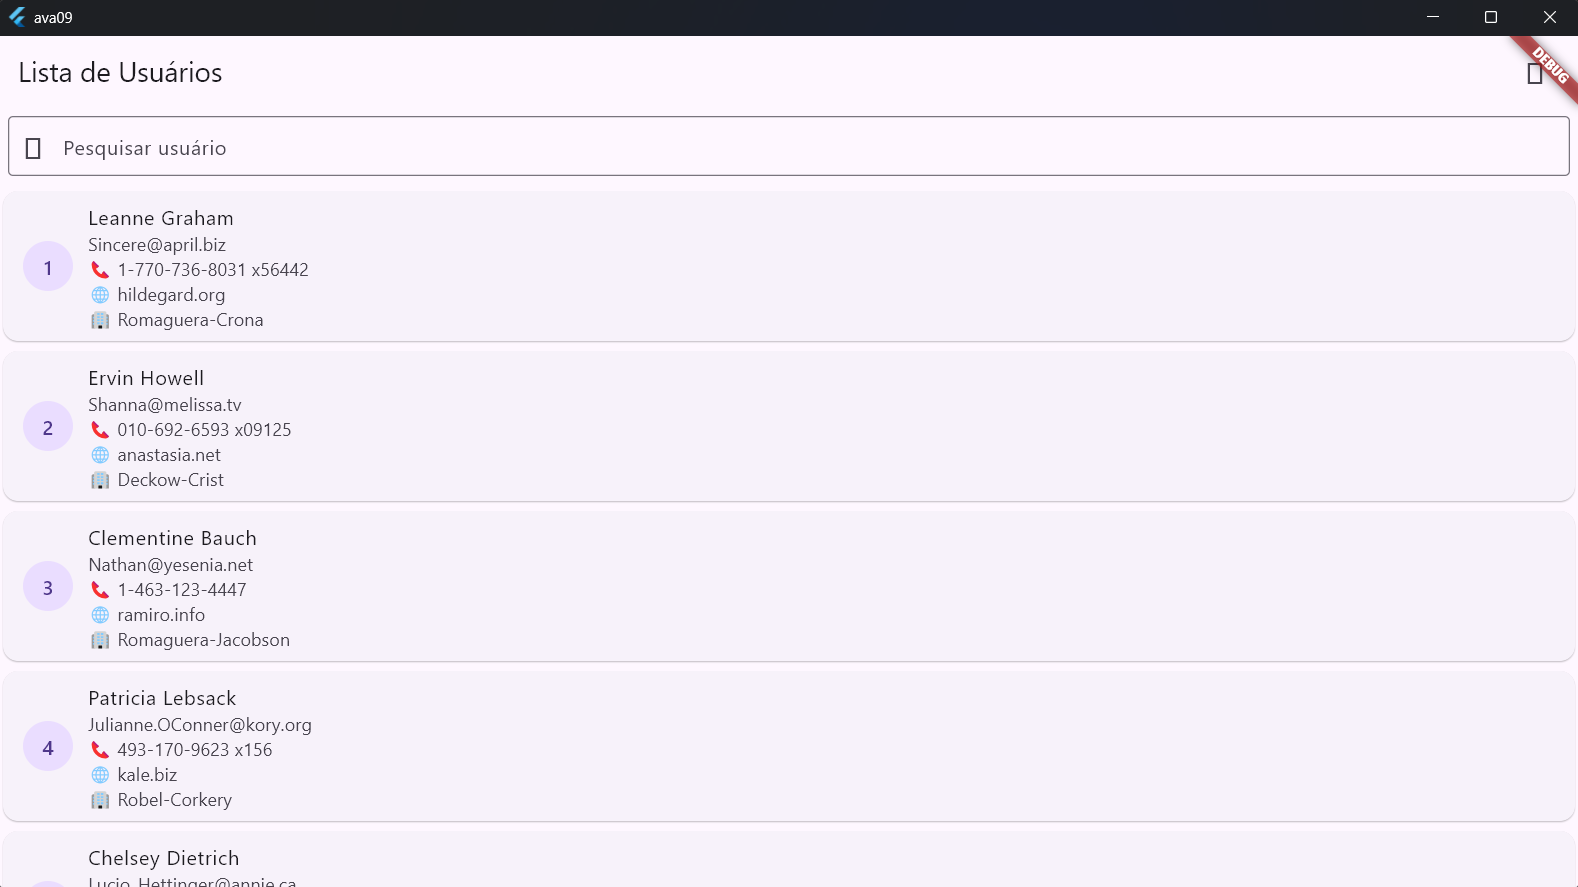 ava09
DEBUG
Lista de Usuários
Pesquisar usuário
1
Leanne Graham
Sincere@april.biz
📞 1-770-736-8031 x56442
🌐 hildegard.org
🏢 Romaguera-Crona
2
Ervin Howell
Shanna@melissa.tv
📞 010-692-6593 x09125
🌐 anastasia.net
🏢 Deckow-Crist
3
Clementine Bauch
Nathan@yesenia.net
📞 1-463-123-4447
🌐 ramiro.info
🏢 Romaguera-Jacobson
4
Patricia Lebsack
Julianne.OConner@kory.org
📞 493-170-9623 x156
🌐 kale.biz
🏢 Robel-Corkery
Chelsey Dietrich
Lucio_Hettinger@annie.ca